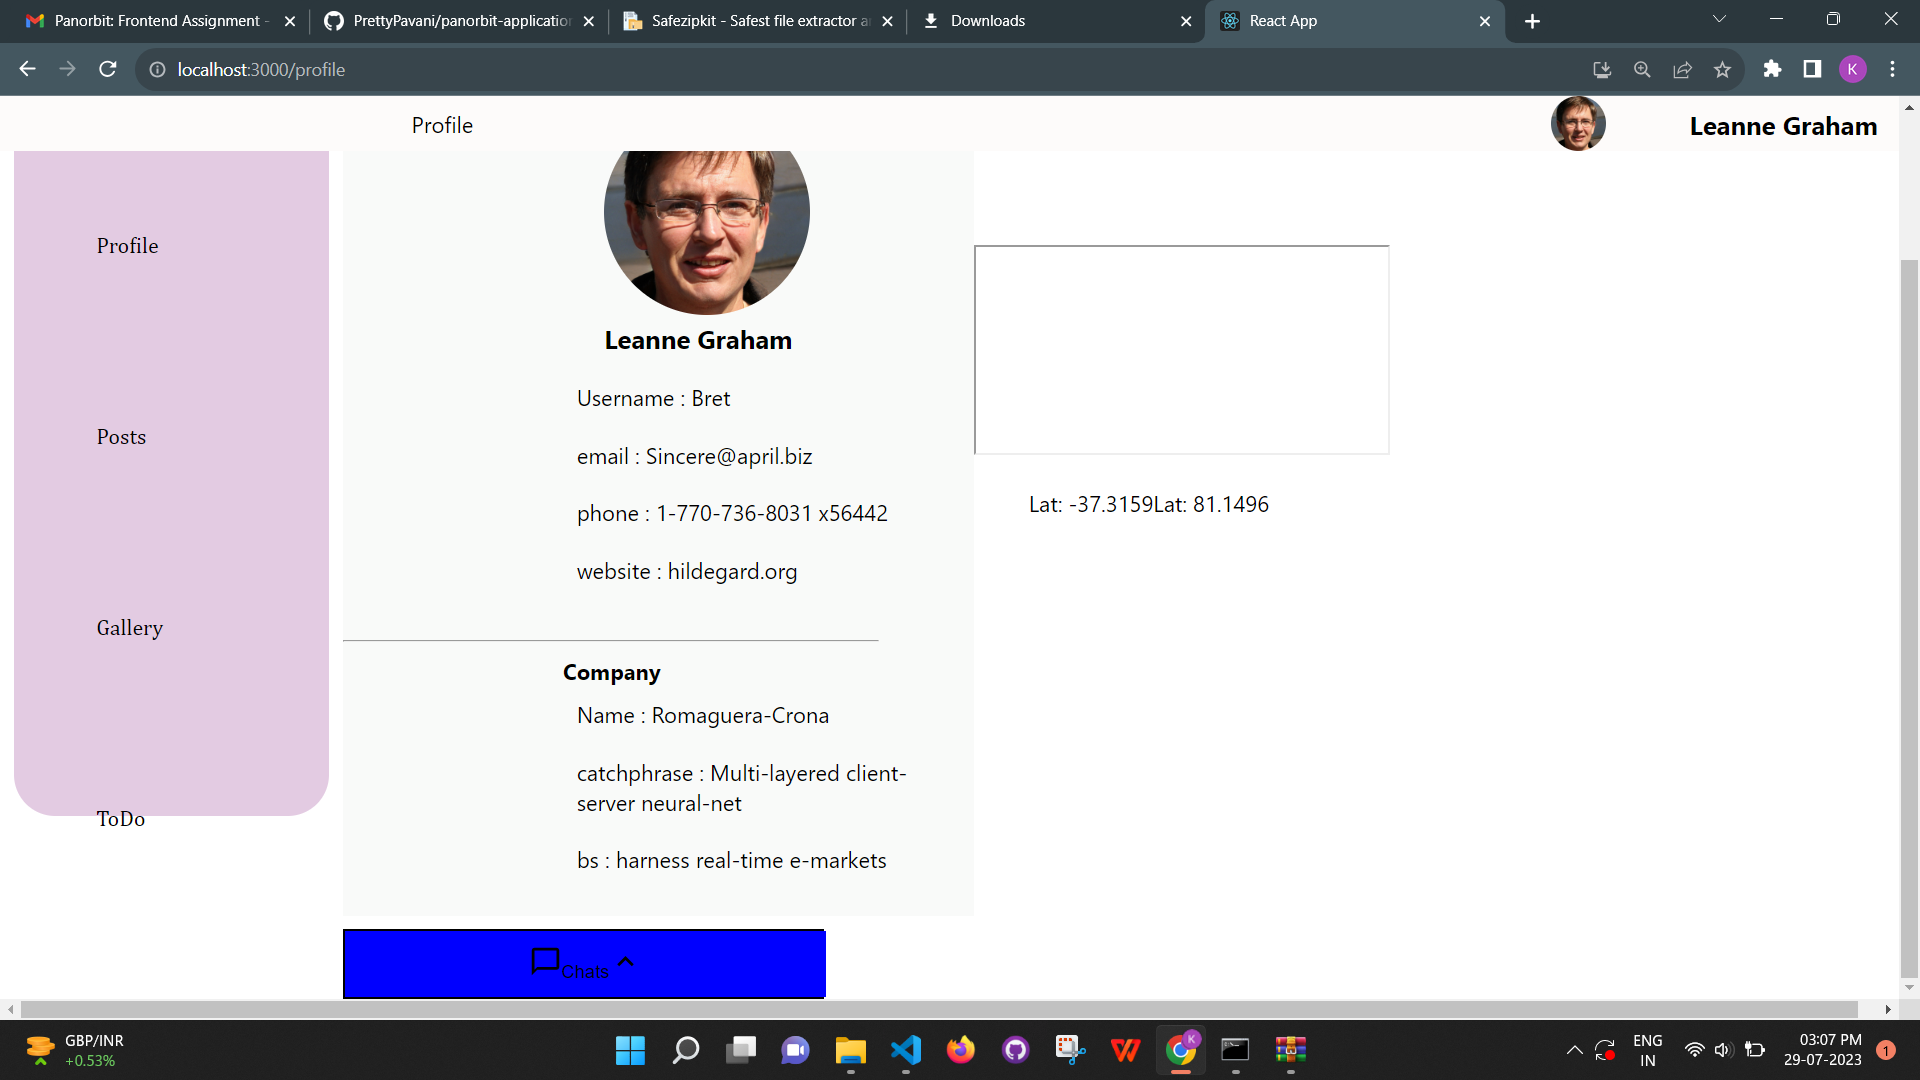 Panorbit: Frontend Assignment -
PrettyPavani/panorbit-application
Safezipkit - Safest file extractor a
Downloads
React App
localhost:3000/profile
K
Profile
Leanne Graham
Profile
Posts
Gallery
ToDo
Leanne Graham
Username : Bret
email : Sincere@april.biz
phone : 1-770-736-8031 x56442
website : hildegard.org
Company
Name : Romaguera-Crona
catchphrase : Multi-layered client-
server neural-net
bs : harness real-time e-markets
Lat: -37.3159Lat: 81.1496
Chats
GBP/INR
+0.53%
K
ENG
IN
03:07 PM
29-07-2023
1